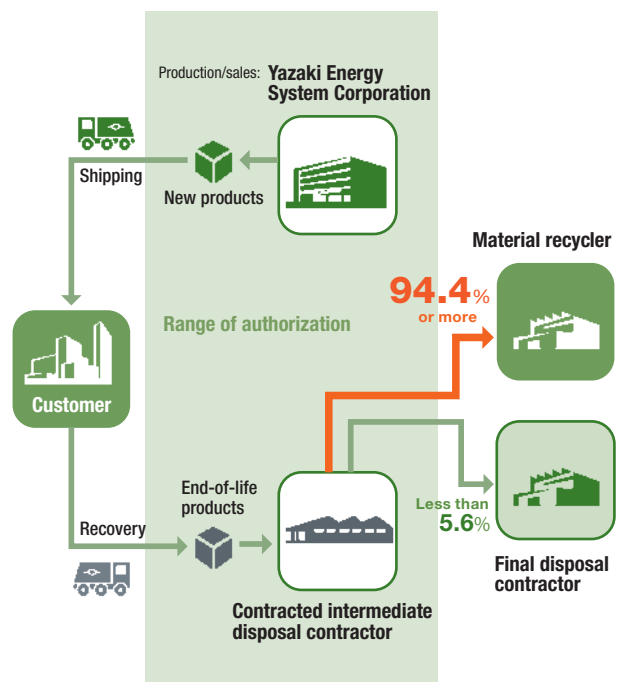 Production/sales: Yazaki Energy
System Corporation
Shipping
New products
Material recycler
94.4%
or more
Range of authorization
Customer
End-of-life
products
Less than
5.6%
Recovery
Final disposal
contractor
Contracted intermediate
disposal contractor